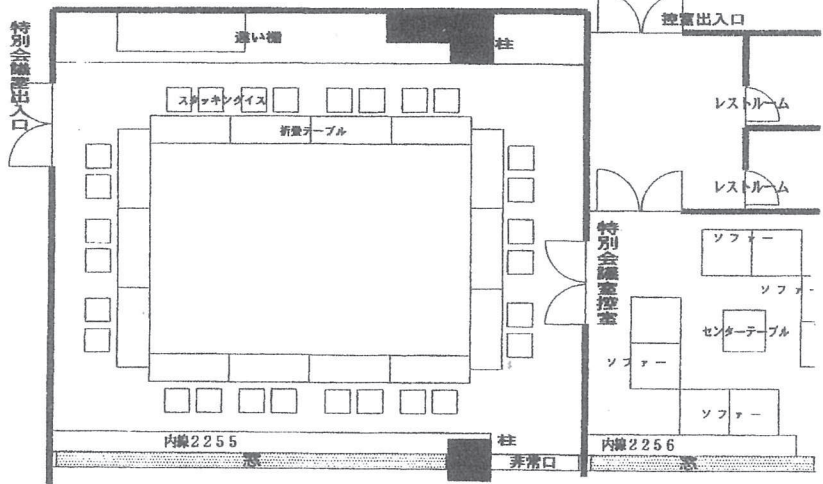 控室出入口
特別会議室出入口
違い棚
柱
スタッキングイス
折畳テーブル
レストルーム
レストルーム
特別会議室控室
ソファー
ソファー
センターテーブル
ソファー
ソファー
内線2255
柱
内線2256
窓
非常口
窓